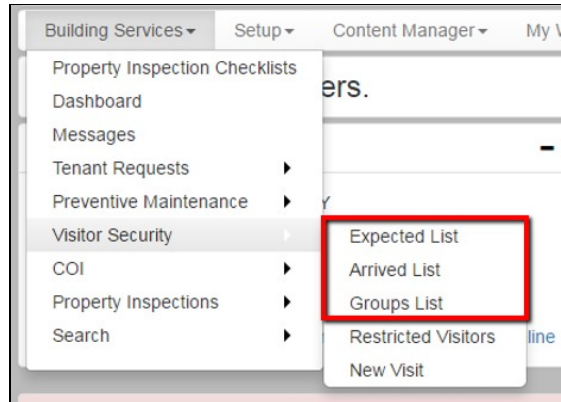 Building Services Setup Content Manager My
Property Inspection Checklists
ers.
Dashboard
Messages
Tenant Requests
Preventive Maintenance Y
Visitor Security Expected List
COI Arrived List
Property Inspections Groups List
Search Restricted Visitors line
New Visit